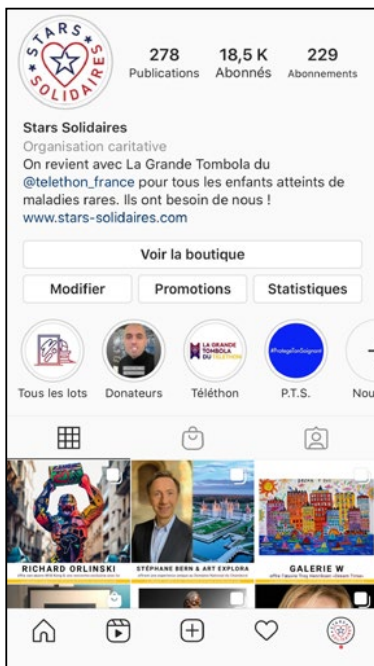 STARS
SOLIDAIRES
278 18,5 K 229
Publications Abonnés Abonnements
Stars Solidaires
Organisation caritative
On revient avec La Grande Tombola du
@telethon_france pour tous les enfants atteints de
maladies rares. Ils ont besoin de nous !
www.stars-solidaires.com
Voir la boutique
Modifier Promotions Statistiques
LA GRANDE
TOMBOLA
DU TÉLÉTHON
#ProtegeTonSoignant
Tous les lots Donateurs Téléthon P.T.S. Nou
RICHARD ORLINSKI STÉPHANE BERN & ART EXPLORA GALERIE W